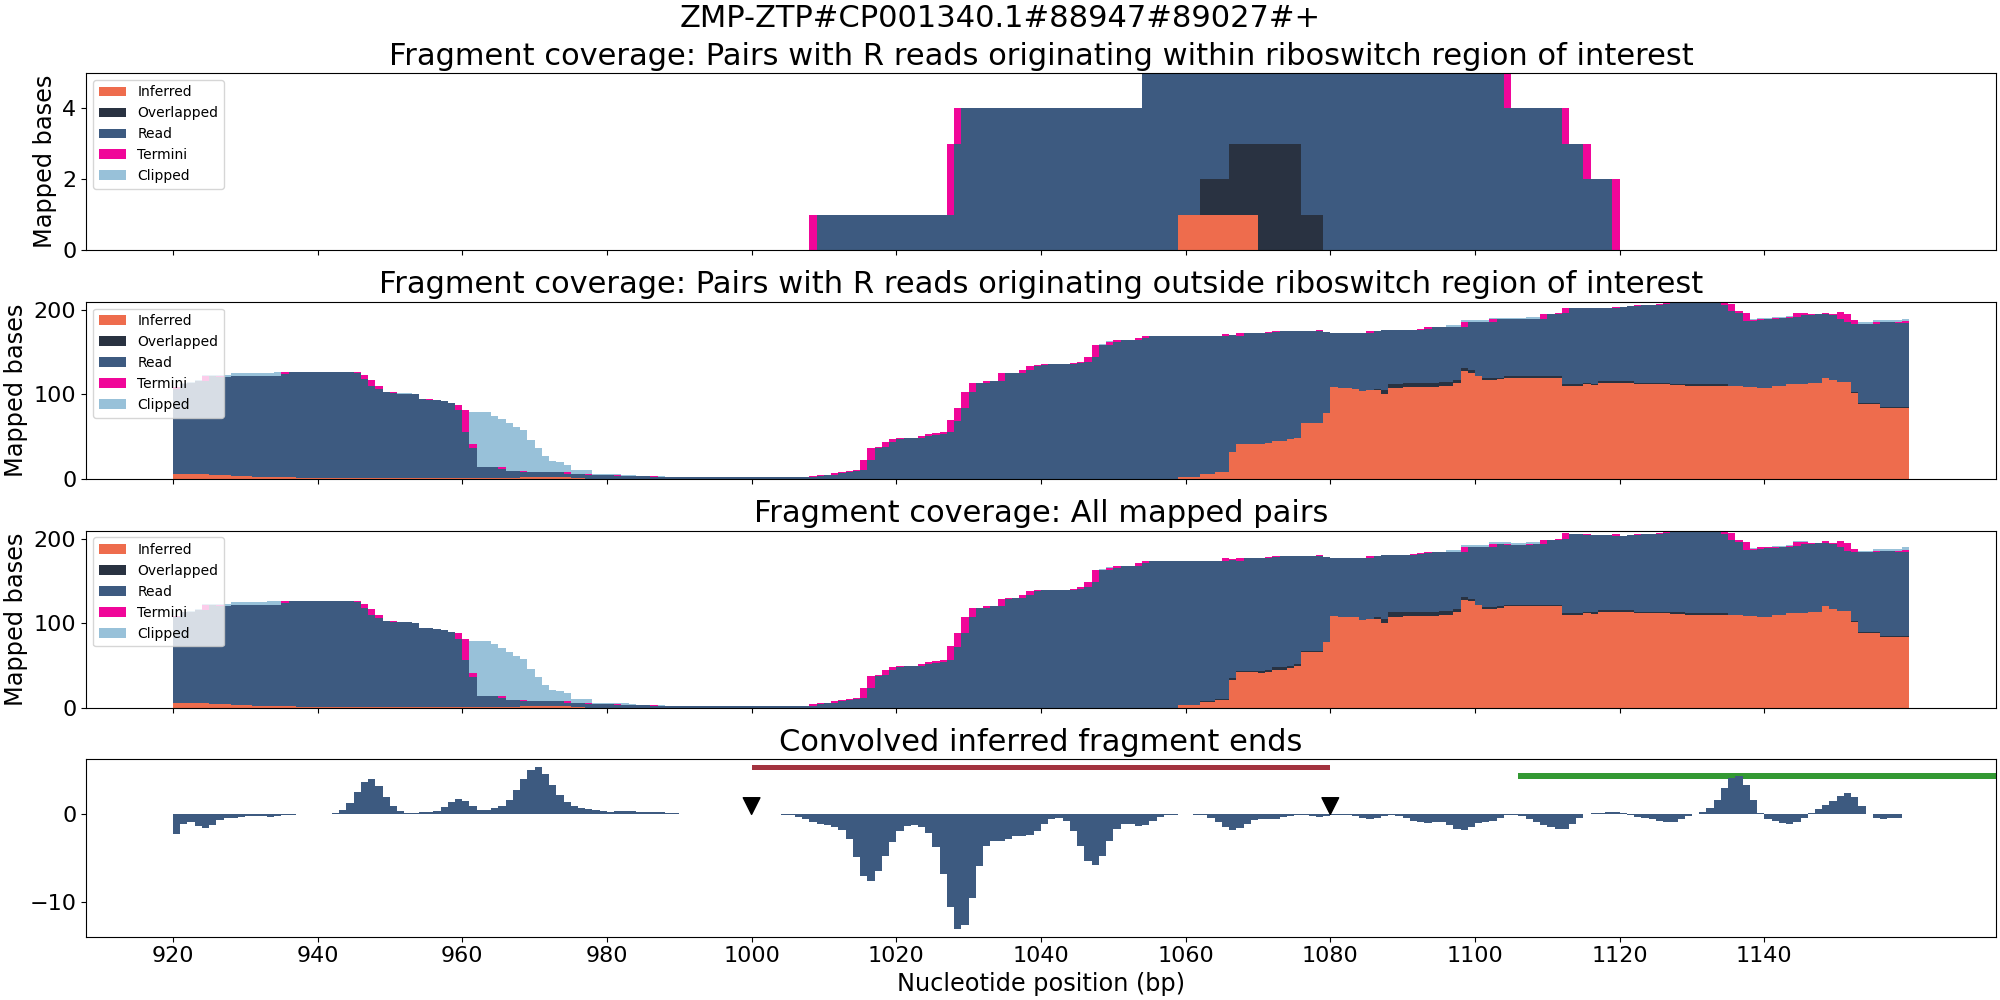 ZMP-ZTP#CP001340.1#88947#89027#+
Fragment coverage: Pairs with R reads originating within riboswitch region of interest
Mapped bases
4
2
0
Inferred
Overlapped
Read
Termini
Clipped
Fragment coverage: Pairs with R reads originating outside riboswitch region of interest
Mapped bases
200
100
0
Inferred
Overlapped
Read
Termini
Clipped
Fragment coverage: All mapped pairs
Mapped bases
200
100
0
Inferred
Overlapped
Read
Termini
Clipped
Convolved inferred fragment ends
0
−10
920 940 960 980 1000 1020 1040 1060 1080 1100 1120 1140
Nucleotide position (bp)